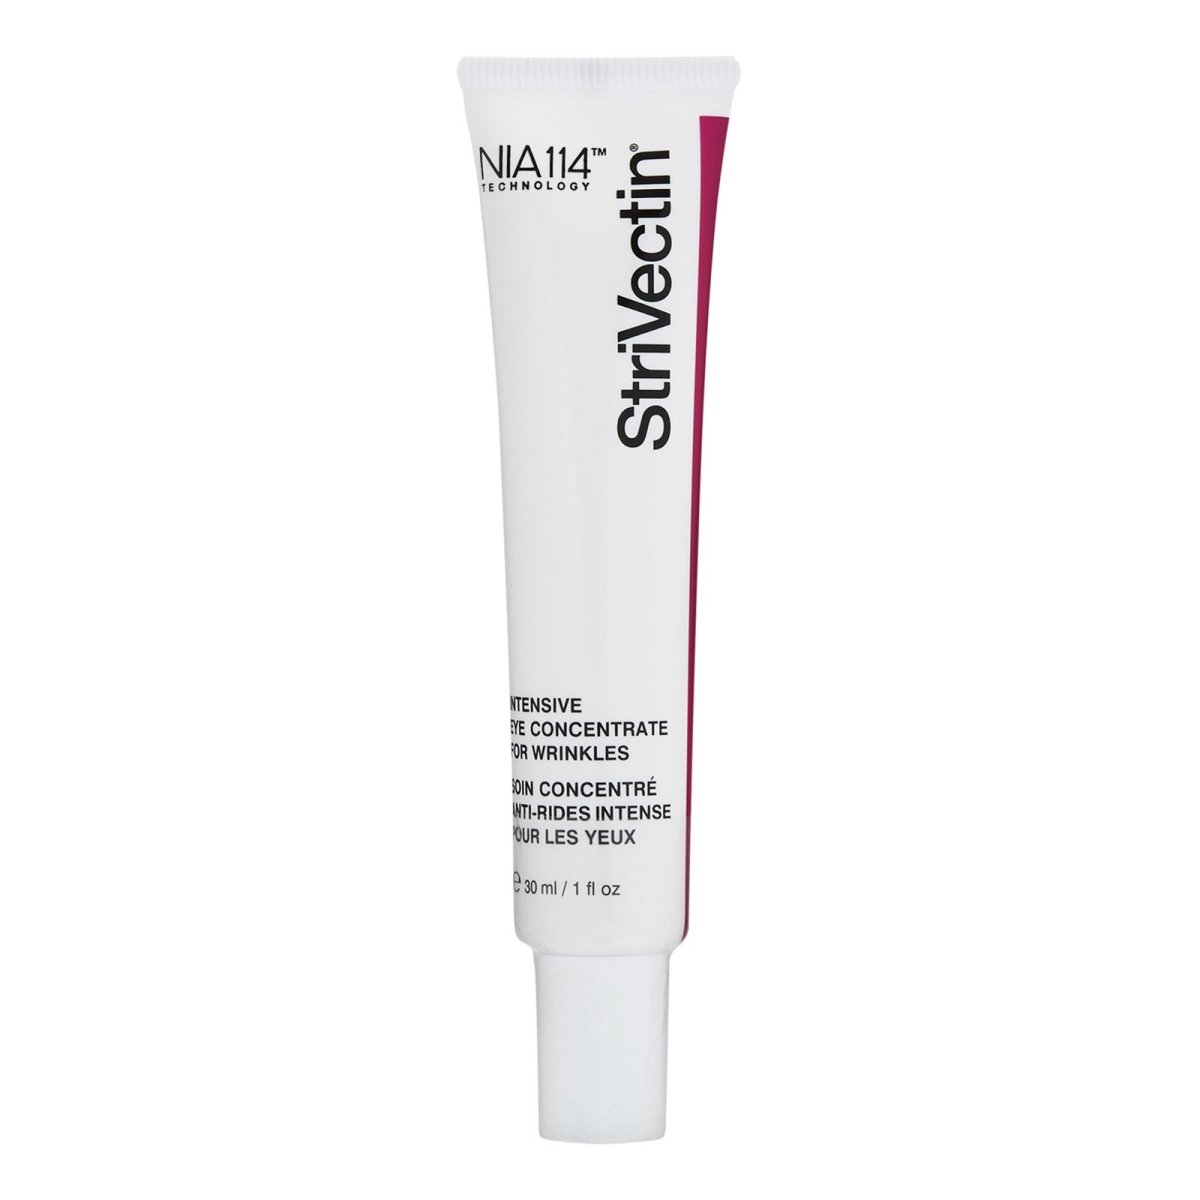 NIA114™
TECHNOLOGY
StriVectin®
INTENSIVE
EYE CONCENTRATE
FOR WRINKLES
SOIN CONCENTRÉ
ANTI-RIDES INTENSE
POUR LES YEUX
e 30 ml / 1 fl oz